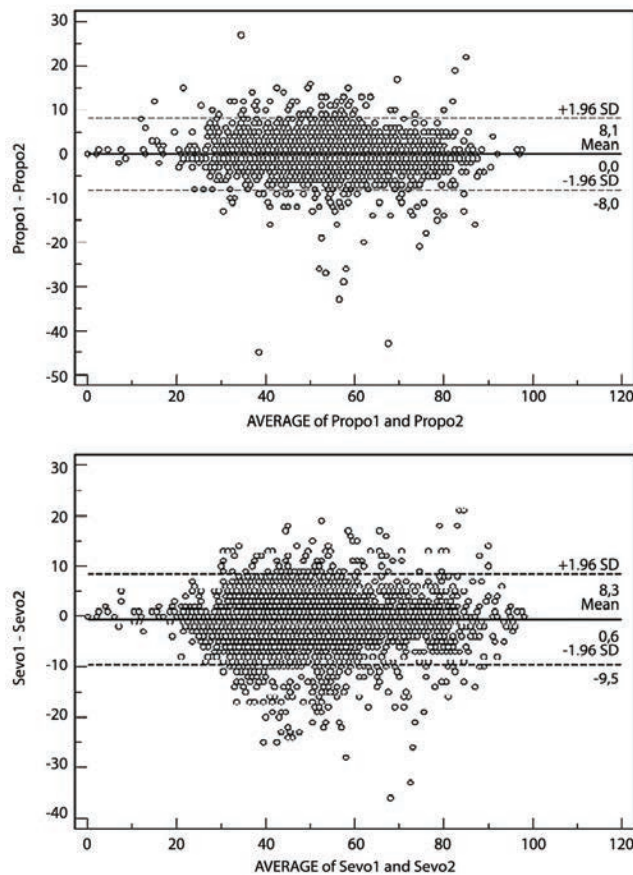 30
20
+1.96 SD
10
8,1
Mean
0
0,0
-1.96 SD
-10
-8,0
-20
-30
-40
-50
Propo1 - Propo2
0 20 40 60 80 100 120
AVERAGE of Propo1 and Propo2
30
20
+1.96 SD
10
8,3
Mean
0
0,6
-1.96 SD
-10
-9,5
-20
-30
-40
Sevo1 - Sevo2
0 20 40 60 80 100 120
AVERAGE of Sevo1 and Sevo2